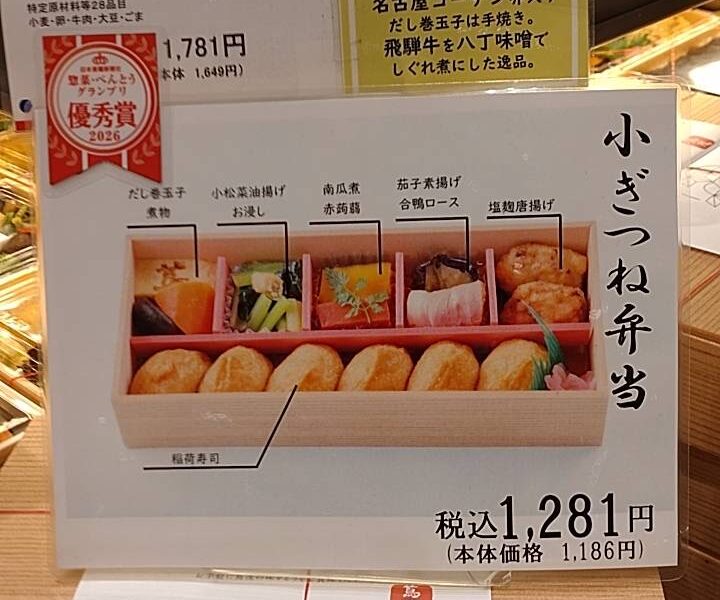 特定原材料等28品目
小麦・卵・牛肉・大豆・ごま
1,781円
本体 1,649円)
だし巻玉子は手焼き。
飛騨牛を八丁味噌で
しぐれ煮にした逸品。
惣菜・べんとう
グランプリ
優秀賞
2026
小ぎつね弁当
だし巻玉子
煮物
小松菜油揚げ
お浸し
南瓜煮
赤蒟蒻
茄子素揚げ
合鴨ロース
塩麹唐揚げ
稲荷寿司
税込1,281円
(本体価格 1,186円)